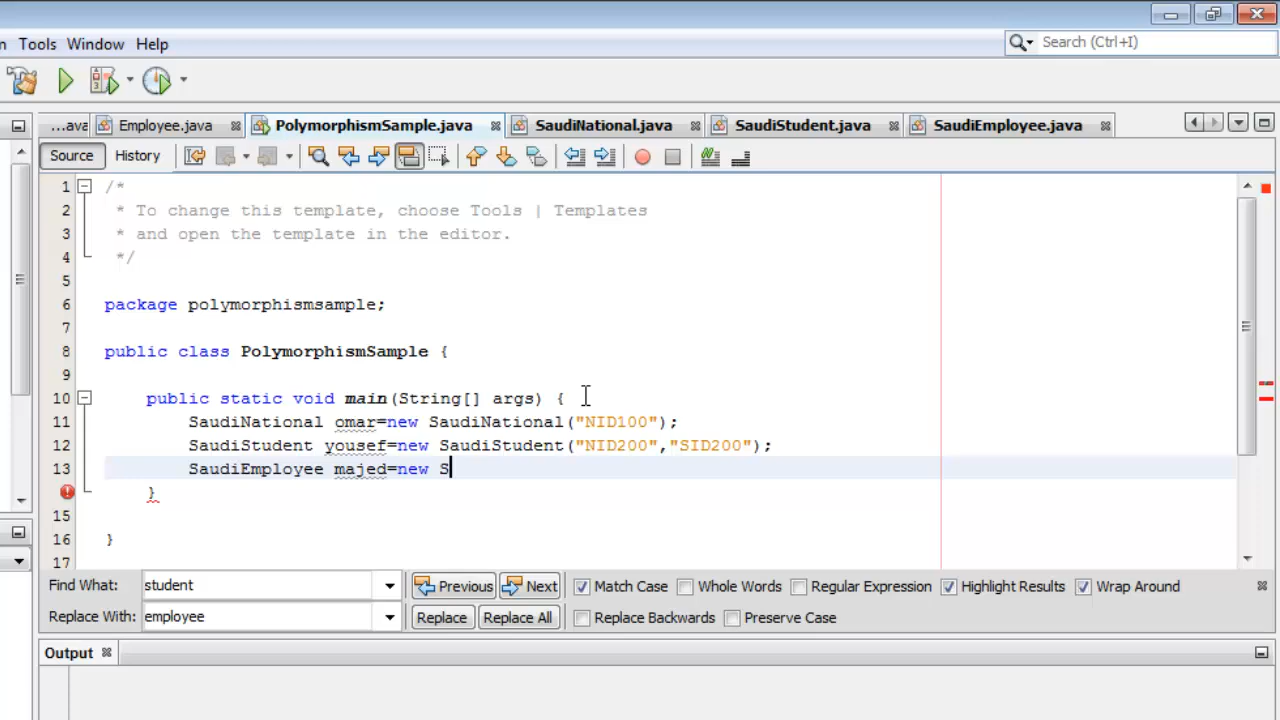 n Tools Window Help
Search (Ctrl+I)
...ava Employee.java PolymorphismSample.java SaudiNational.java SaudiStudent.java SaudiEmployee.java
Source History
1 /*
2 * To change this template, choose Tools | Templates
3 * and open the template in the editor.
4 */
5
6 package polymorphismsample;
7
8 public class PolymorphismSample {
9
10 public static void main(String[] args) {
11 SaudiNational omar=new SaudiNational("NID100");
12 SaudiStudent yousef=new SaudiStudent("NID200","SID200");
13 SaudiEmployee majed=new S
}
15
16 }
17
Find What: student Previous Next Match Case Whole Words Regular Expression Highlight Results Wrap Around
Replace With: employee Replace Replace All Replace Backwards Preserve Case
Output